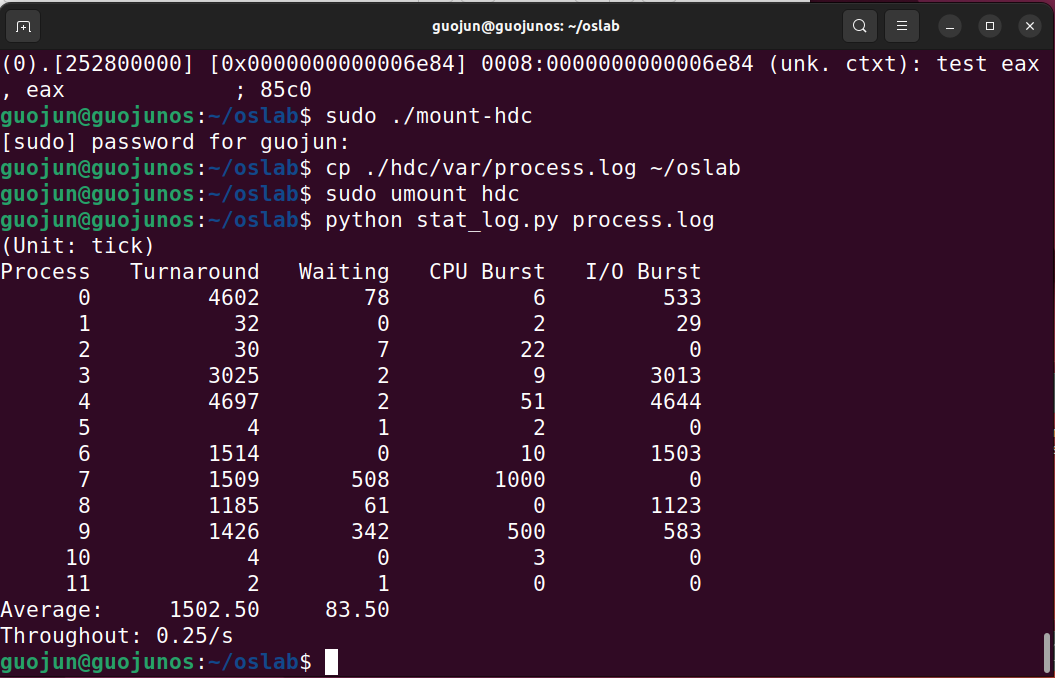 guojun@guojunos: ~/oslab
(0).[252800000] [0x0000000000006e84] 0008:0000000000006e84 (unk. ctxt): test eax
, eax             ; 85c0
guojun@guojunos:~/oslab$ sudo ./mount-hdc
[sudo] password for guojun:
guojun@guojunos:~/oslab$ cp ./hdc/var/process.log ~/oslab
guojun@guojunos:~/oslab$ sudo umount hdc
guojun@guojunos:~/oslab$ python stat_log.py process.log
(Unit: tick)
Process   Turnaround   Waiting   CPU Burst   I/O Burst
      0         4602        78           6         533
      1           32         0           2          29
      2           30         7          22           0
      3         3025         2           9        3013
      4         4697         2          51        4644
      5            4         1           2           0
      6         1514         0          10        1503
      7         1509       508        1000           0
      8         1185        61           0        1123
      9         1426       342         500         583
     10            4         0           3           0
     11            2         1           0           0
Average:     1502.50     83.50
Throughout: 0.25/s
guojun@guojunos:~/oslab$